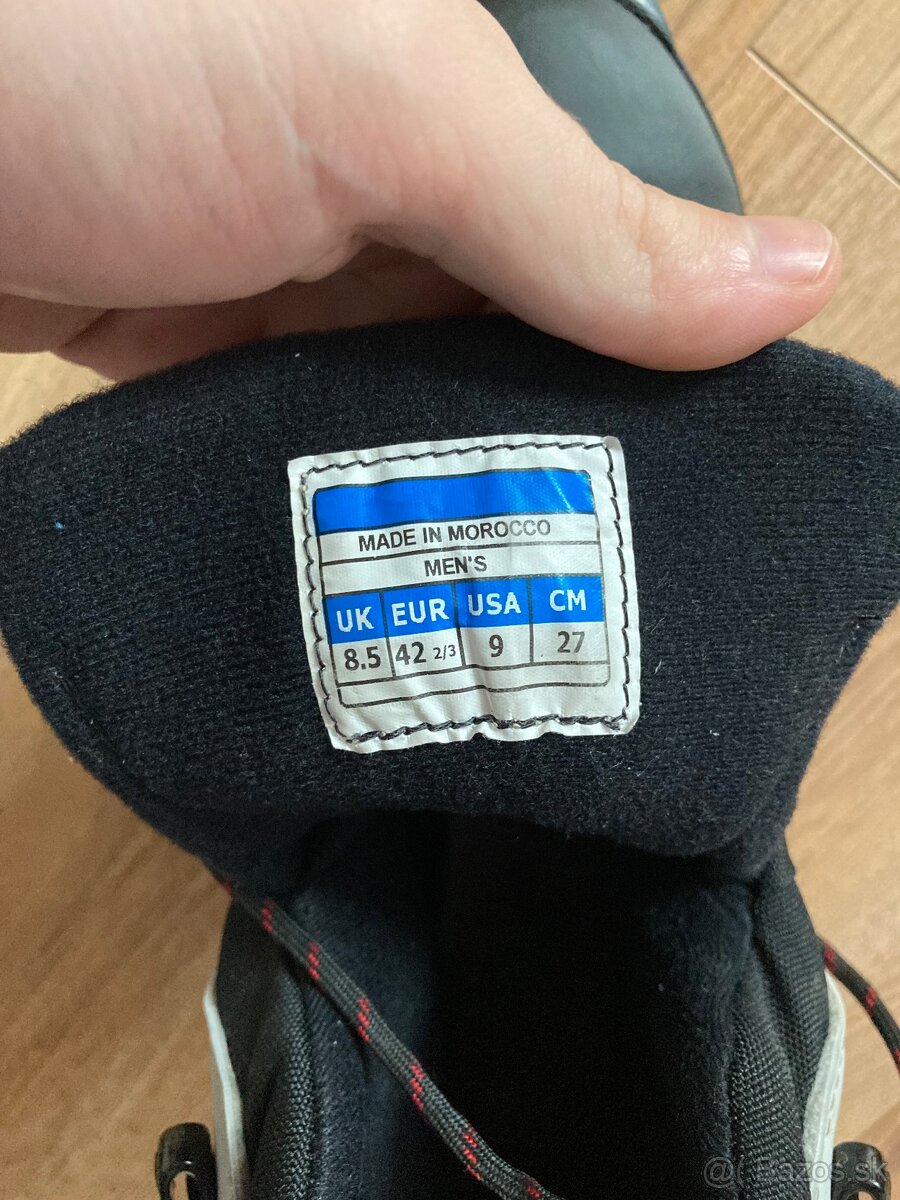 MADE IN MOROCCO
MEN'S
UK EUR USA CM
8.5 42 2/3 9 27
@( Bazos.sk